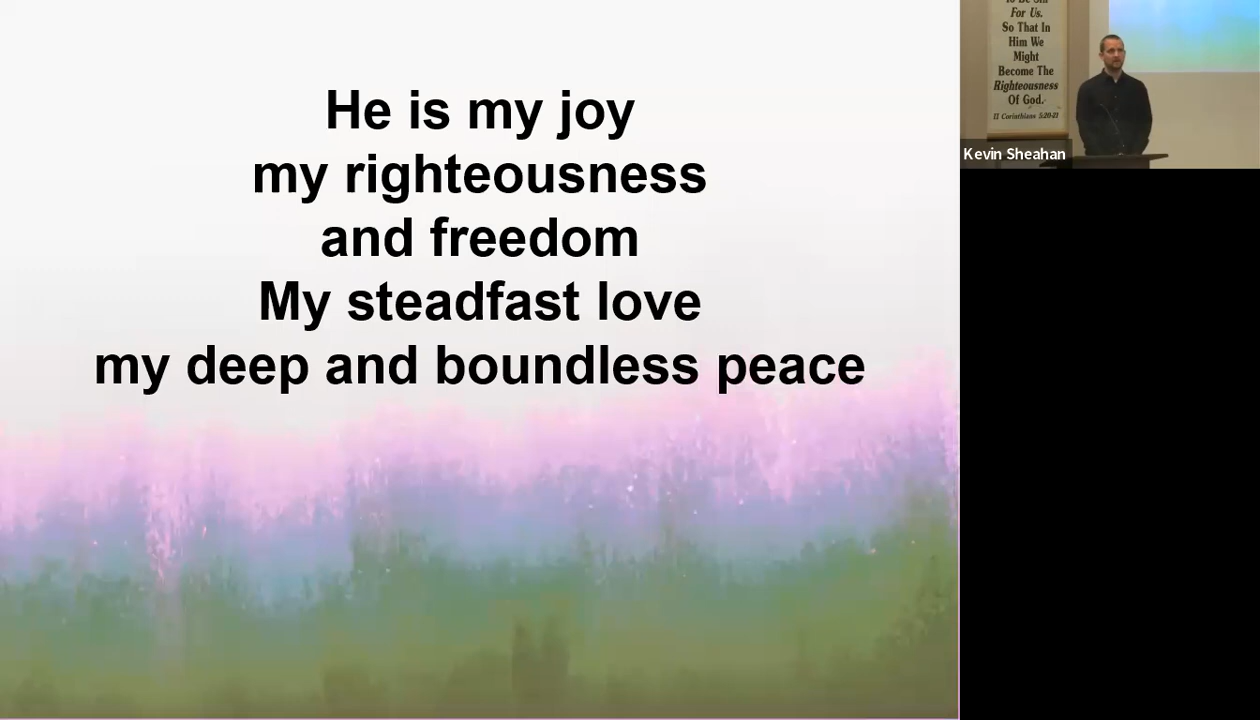 He is my joy
my righteousness
and freedom
My steadfast love
my deep and boundless peace
For Us.
So That In
Him We
Might
Become The
Righteousness
Of God.
II Corinthians 5:20-21
Kevin Sheahan